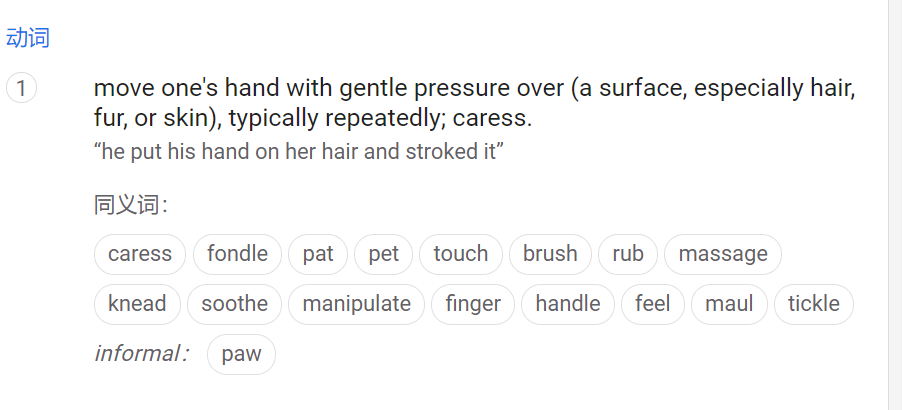 动词
1 move one's hand with gentle pressure over (a surface, especially hair,
fur, or skin), typically repeatedly; caress.
“he put his hand on her hair and stroked it”
同义词：
caress fondle pat pet touch brush rub massage
knead soothe manipulate finger handle feel maul tickle
informal： paw